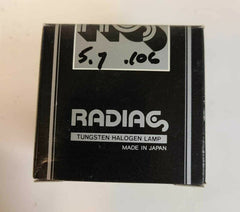 5.7 .106
RADIAC
TUNGSTEN HALOGEN LAMP
MADE IN JAPAN